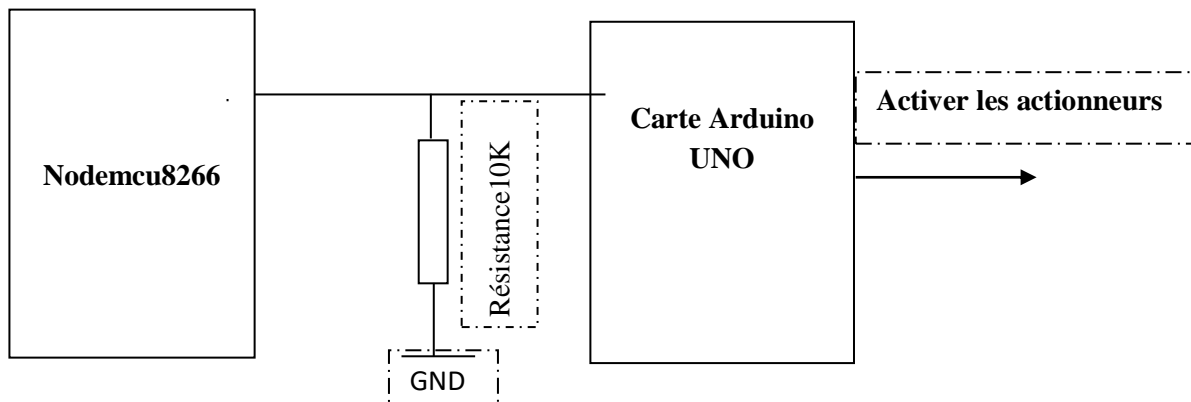 Nodemcu8266
Résistance10K
GND
Carte Arduino
UNO
Activer les actionneurs